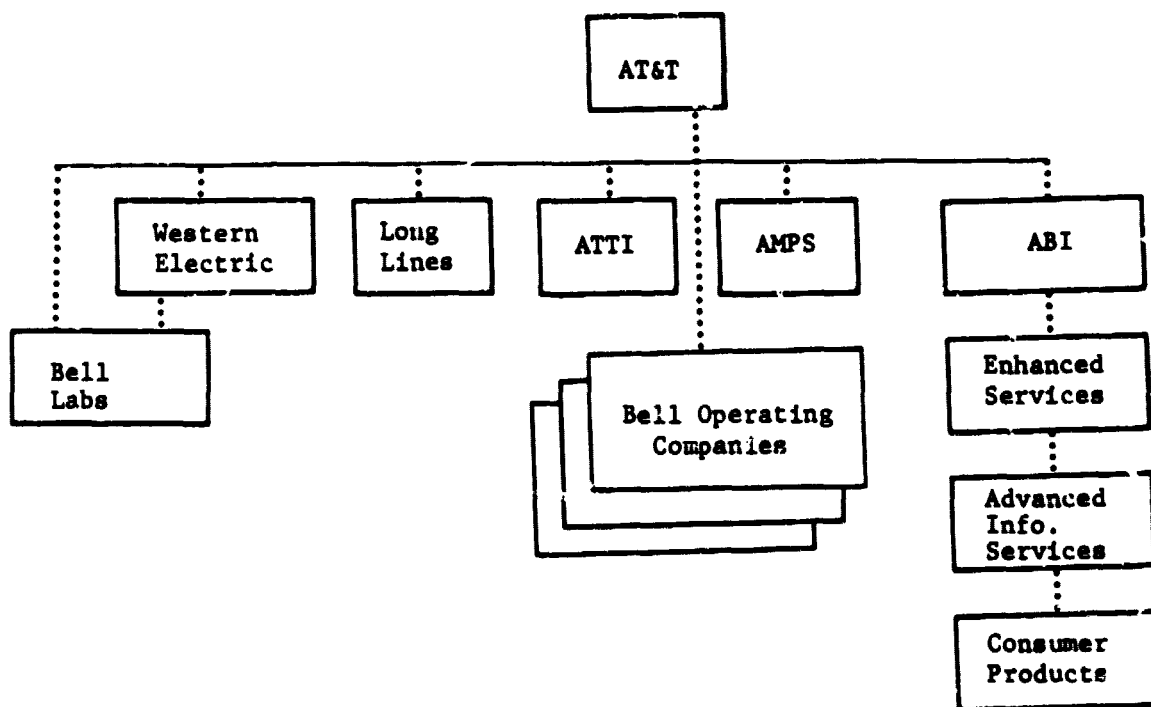 AT&T
Western
Electric
Long
Lines
ATTI
AMPS
ABI
Bell
Labs
Bell Operating
Companies
Enhanced
Services
Advanced
Info.
Services
Consumer
Products